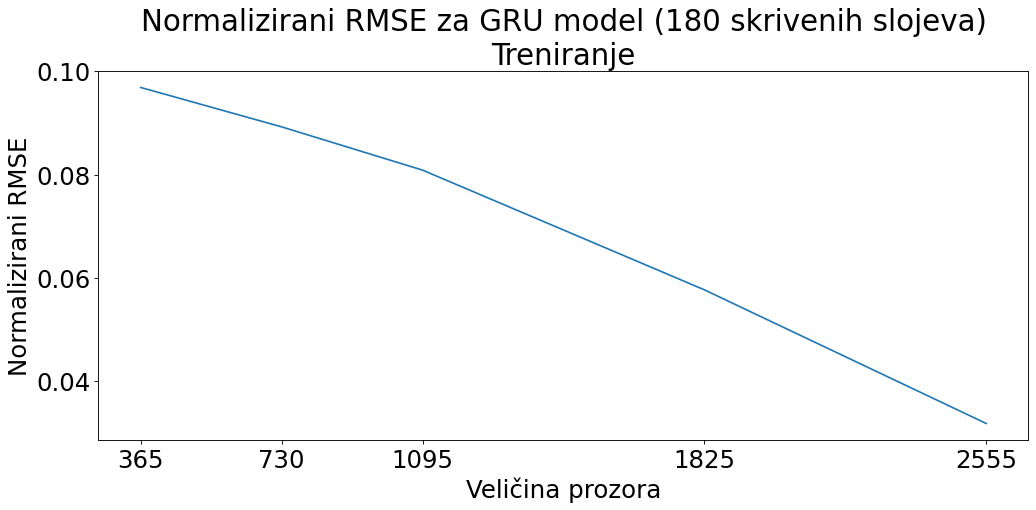 Normalizirani RMSE za GRU model (180 skrivenih slojeva)
Treniranje
Normalizirani RMSE
0.10
0.08
0.06
0.04
365 730 1095 1825 2555
Veličina prozora